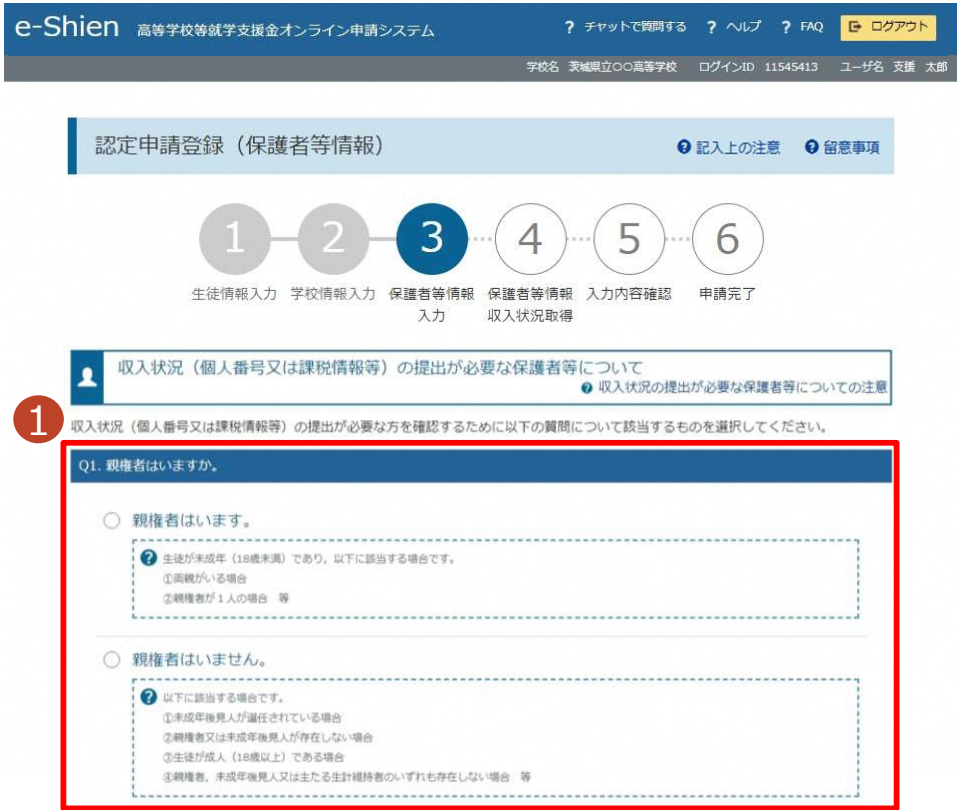 e-Shien 高等学校等就学支援金オンライン申請システム ? チャットで質問する ? ヘルプ ? FAQ ログアウト
学校名 茨城県立〇〇高等学校 ログインID 11545413 ユーザ名 支援 太郎
認定申請登録（保護者等情報） ? 記入上の注意 ? 留意事項
1 2 3 4 5 6
生徒情報入力 学校情報入力 保護者等情報 保護者等情報 入力内容確認 申請完了
入力 収入状況取得
収入状況（個人番号又は課税情報等）の提出が必要な保護者等について
? 収入状況の提出が必要な保護者等についての注意
1
収入状況（個人番号又は課税情報等）の提出が必要な方を確認するために以下の質問について該当するものを選択してください。
Q1. 親権者はいますか。
親権者はいます。
? 生徒が未成年（18歳未満）であり，以下に該当する場合です。
①両親がいる場合
②親権者が１人の場合 等
親権者はいません。
? 以下に該当する場合です。
①未成年後見人が選任されている場合
②親権者又は未成年後見人が存在しない場合
③生徒が成人（18歳以上）である場合
④親権者，未成年後見人又は主たる生計維持者のいずれも存在しない場合 等